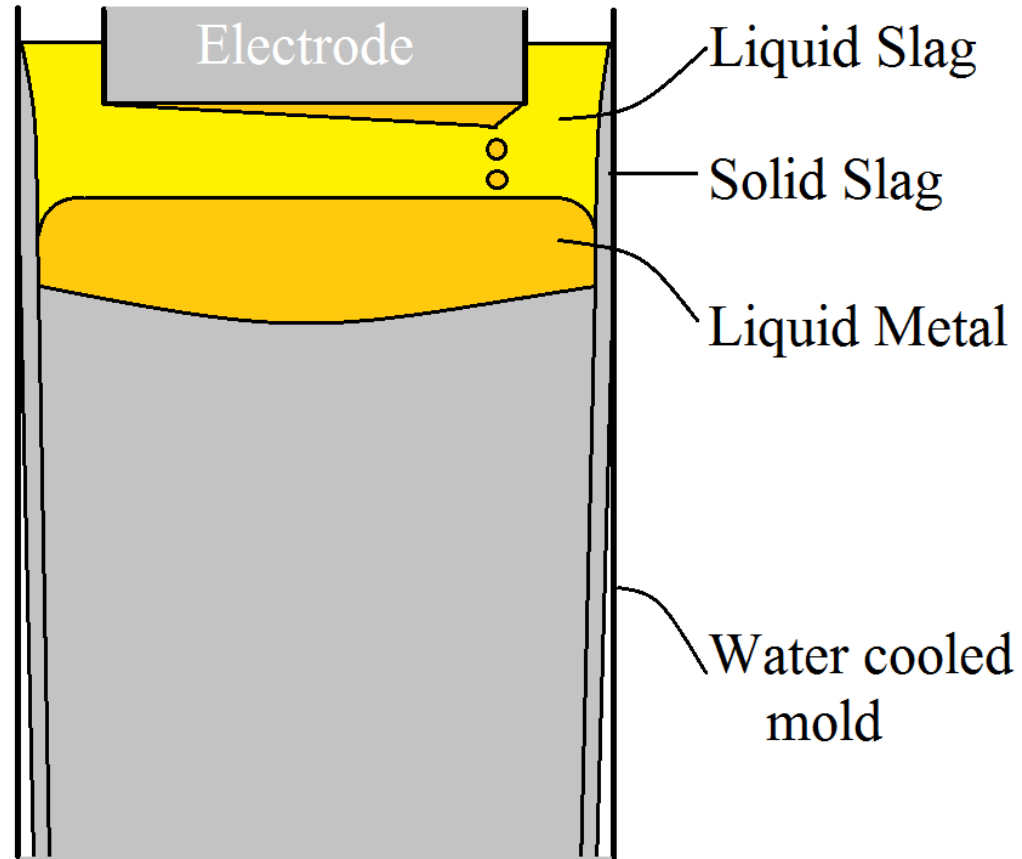 Electrode
Liquid Slag
Solid Slag
Liquid Metal
Water cooled
mold